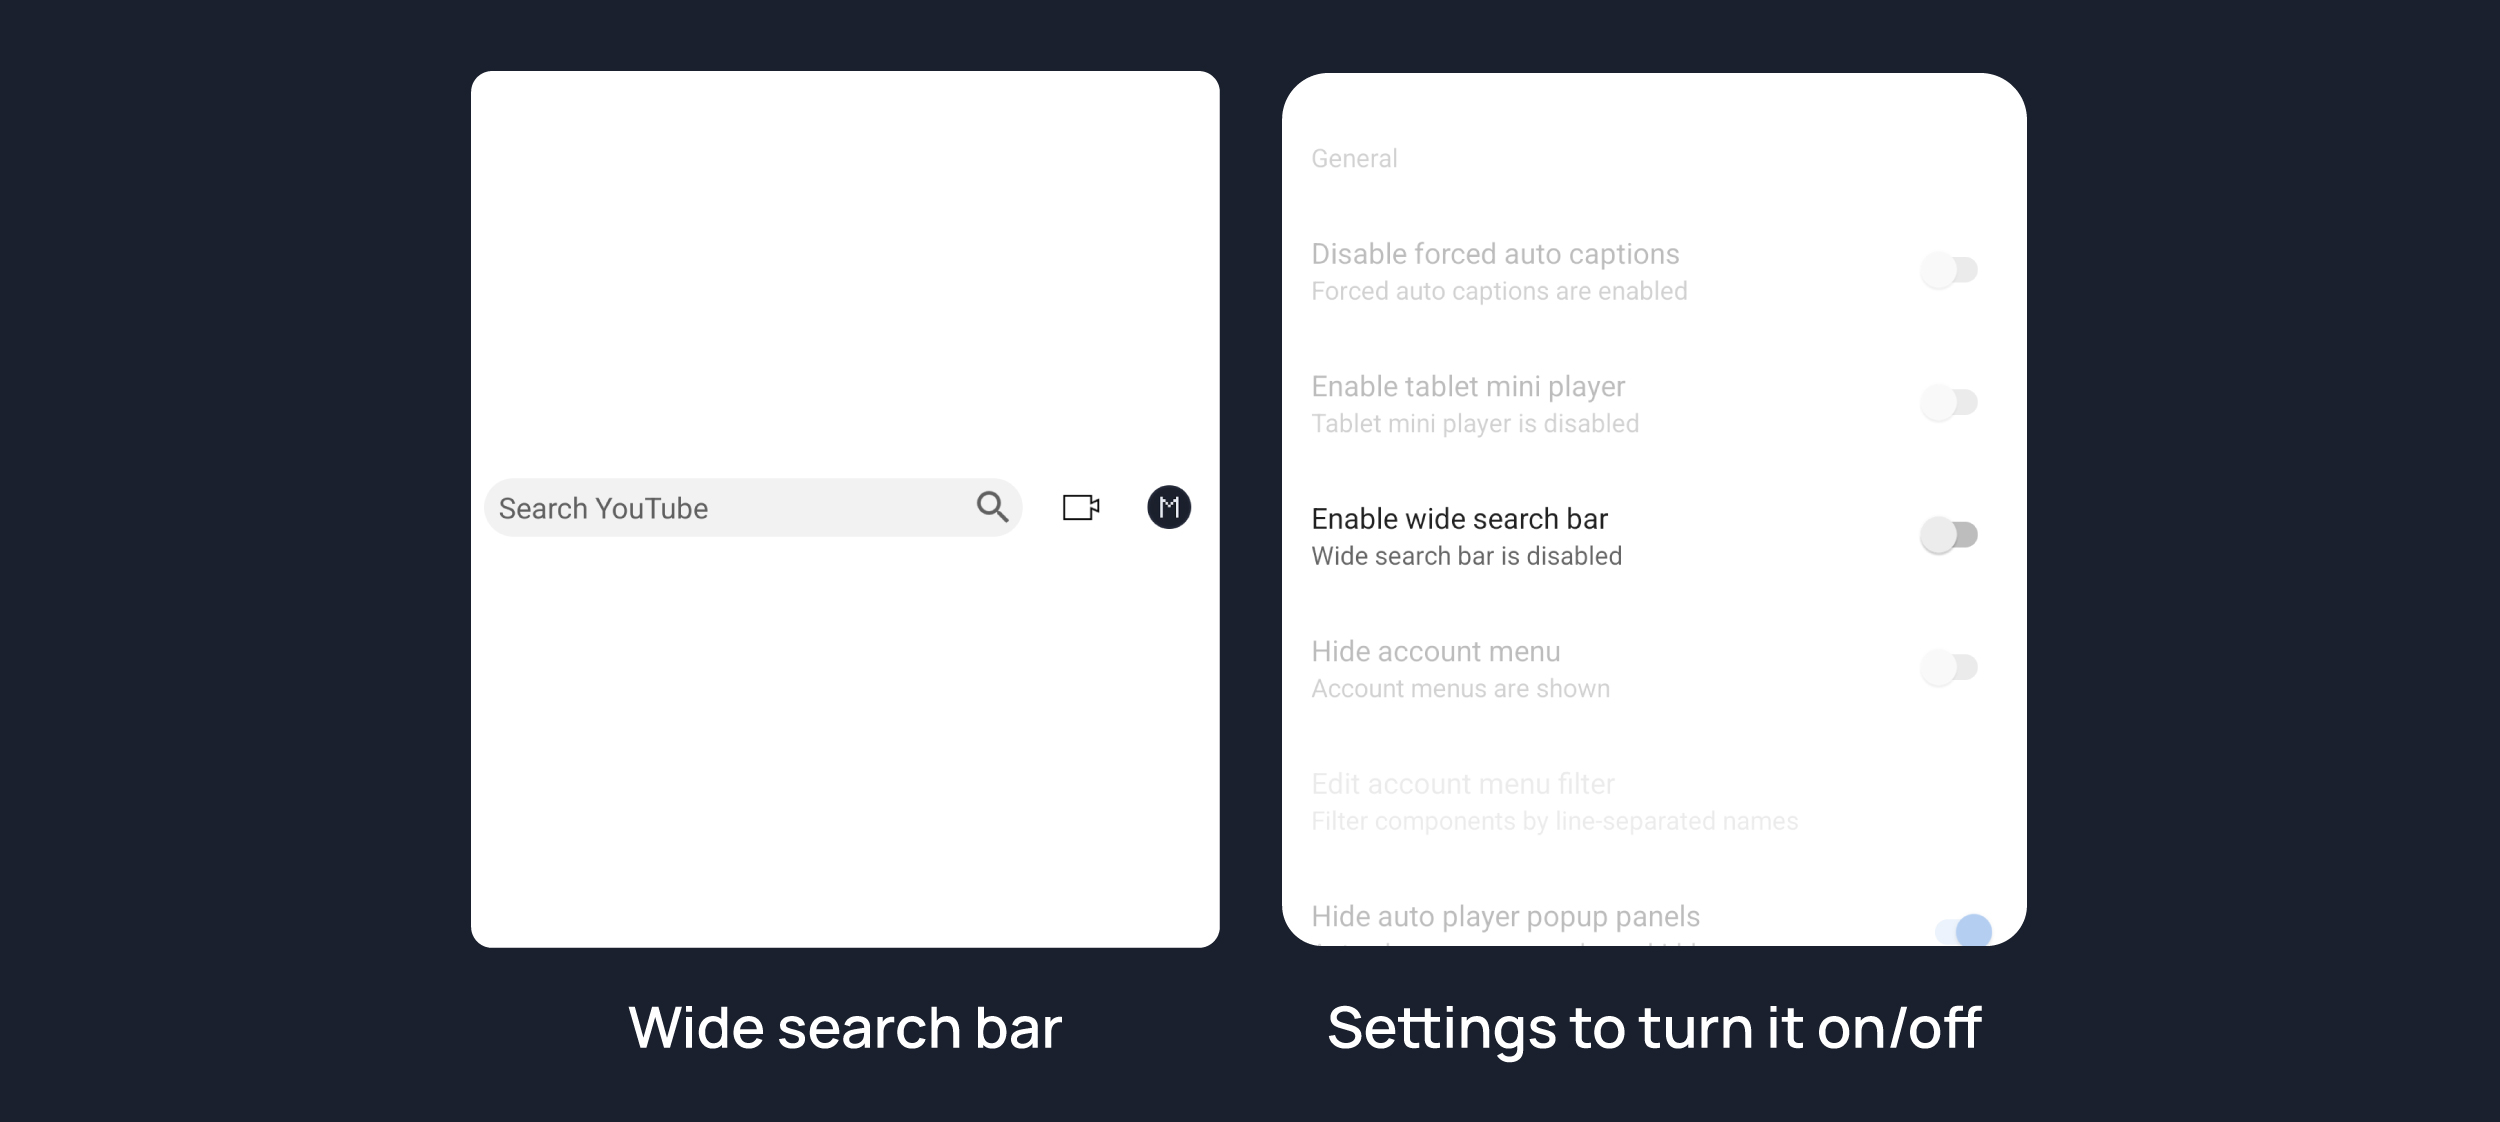 Search YouTube
M
Wide search bar
General
Disable forced auto captions
Forced auto captions are enabled
Enable tablet mini player
Tablet mini player is disabled
Enable wide search bar
Wide search bar is disabled
Hide account menu
Account menus are shown
Edit account menu filter
Filter components by line-separated names
Hide auto player popup panels
Settings to turn it on/off